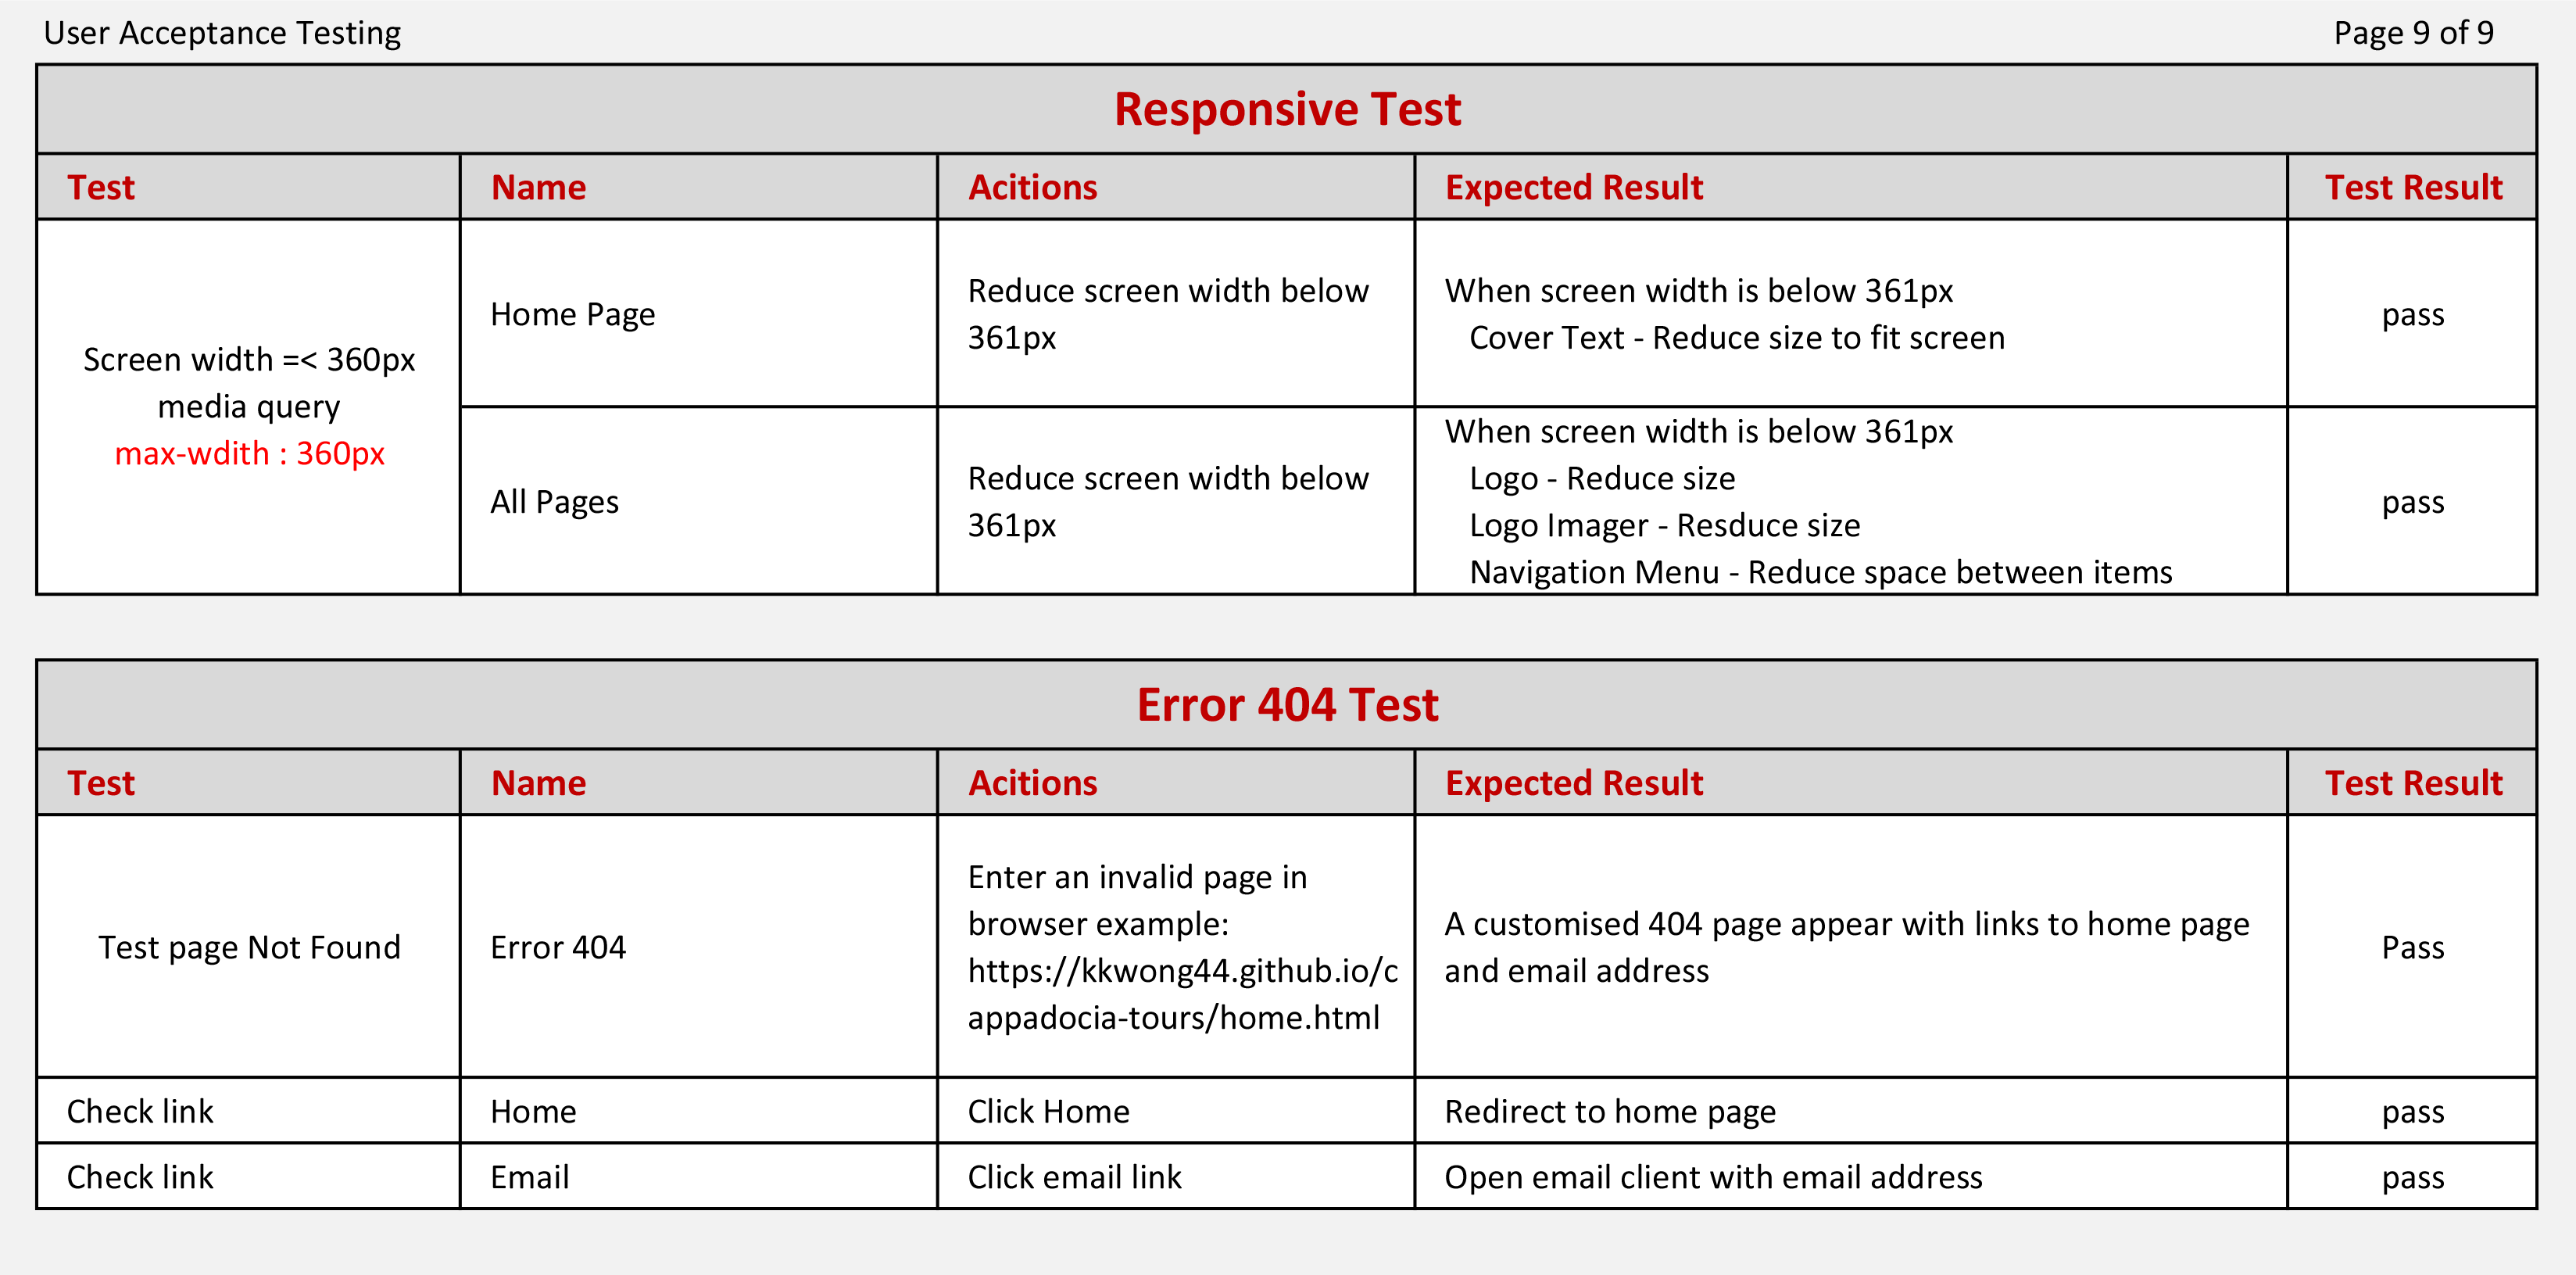 User Acceptance Testing
Page 9 of 9
Responsive Test
Test
Name
Acitions
Expected Result
Test Result
Screen width =< 360px
media query
max-wdith : 360px
Home Page
Reduce screen width below
361px
When screen width is below 361px
Cover Text - Reduce size to fit screen
pass
All Pages
Reduce screen width below
361px
When screen width is below 361px
Logo - Reduce size
Logo Imager - Resduce size
Navigation Menu - Reduce space between items
pass
Error 404 Test
Test
Name
Acitions
Expected Result
Test Result
Test page Not Found
Error 404
Enter an invalid page in
browser example:
https://kkwong44.github.io/c
appadocia-tours/home.html
A customised 404 page appear with links to home page
and email address
Pass
Check link
Home
Click Home
Redirect to home page
pass
Check link
Email
Click email link
Open email client with email address
pass